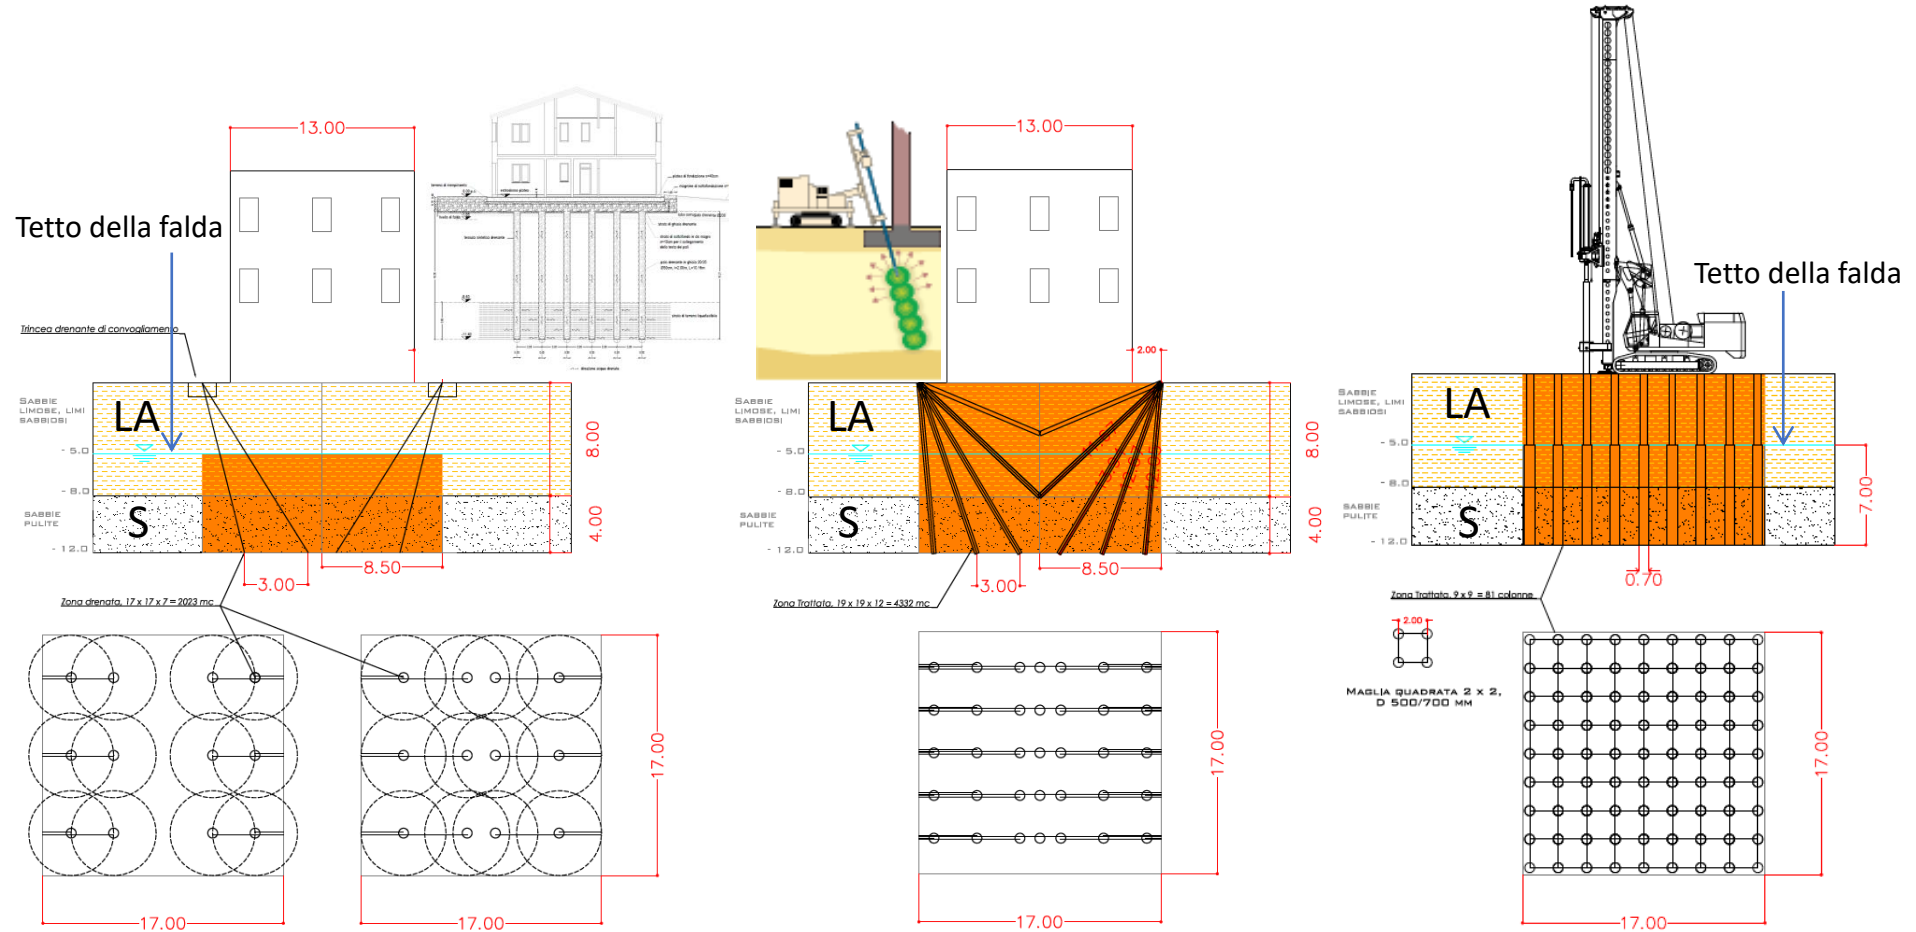 13.00
Tetto della falda
Trincea drenante di convogliamento
SABBIE
LIMOSE, LIMI
SABBIOSI
LA
- 5.0
- 8.0
SABBIE
PULITE
S
- 12.0
8.00
4.00
3.00
8.50
Zona drenata, 17 x 17 x 7 = 2023 mc
17.00
17.00
17.00
13.00
2.00
SABBIE
LIMOSE, LIMI
SABBIOSI
LA
- 5.0
- 8.0
SABBIE
PULITE
S
- 12.0
8.00
4.00
3.00
8.50
Zona Trattata, 19 x 19 x 12 = 4332 mc
17.00
17.00
Tetto della falda
SABBIE
LIMOSE, LIMI
SABBIOSI
LA
- 5.0
- 8.0
SABBIE
PULITE
S
- 12.0
7.00
0.70
Zona Trattata, 9 x 9 = 81 colonne
2.00
MAGLIA QUADRATA 2 X 2,
D 500/700 MM
17.00
17.00